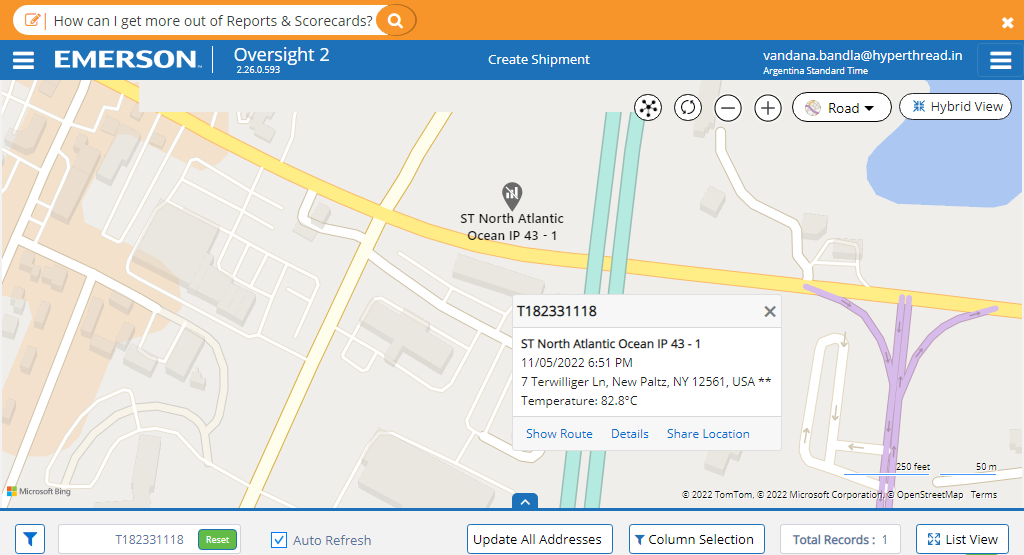 How can I get more out of Reports & Scorecards?
EMERSON™
Oversight 2
2.26.0.593
Create Shipment
vandana.bandla@hyperthread.in
Argentina Standard Time
Road
Hybrid View
ST North Atlantic
Ocean IP 43 - 1
T182331118
ST North Atlantic Ocean IP 43 - 1
11/05/2022 6:51 PM
7 Terwilliger Ln, New Paltz, NY 12561, USA **
Temperature: 82.8°C
Show Route Details Share Location
250 feet 50 m
Microsoft Bing
© 2022 TomTom, © 2022 Microsoft Corporation, © OpenStreetMap Terms
T182331118 Reset
Auto Refresh
Update All Addresses
Column Selection
Total Records : 1
List View